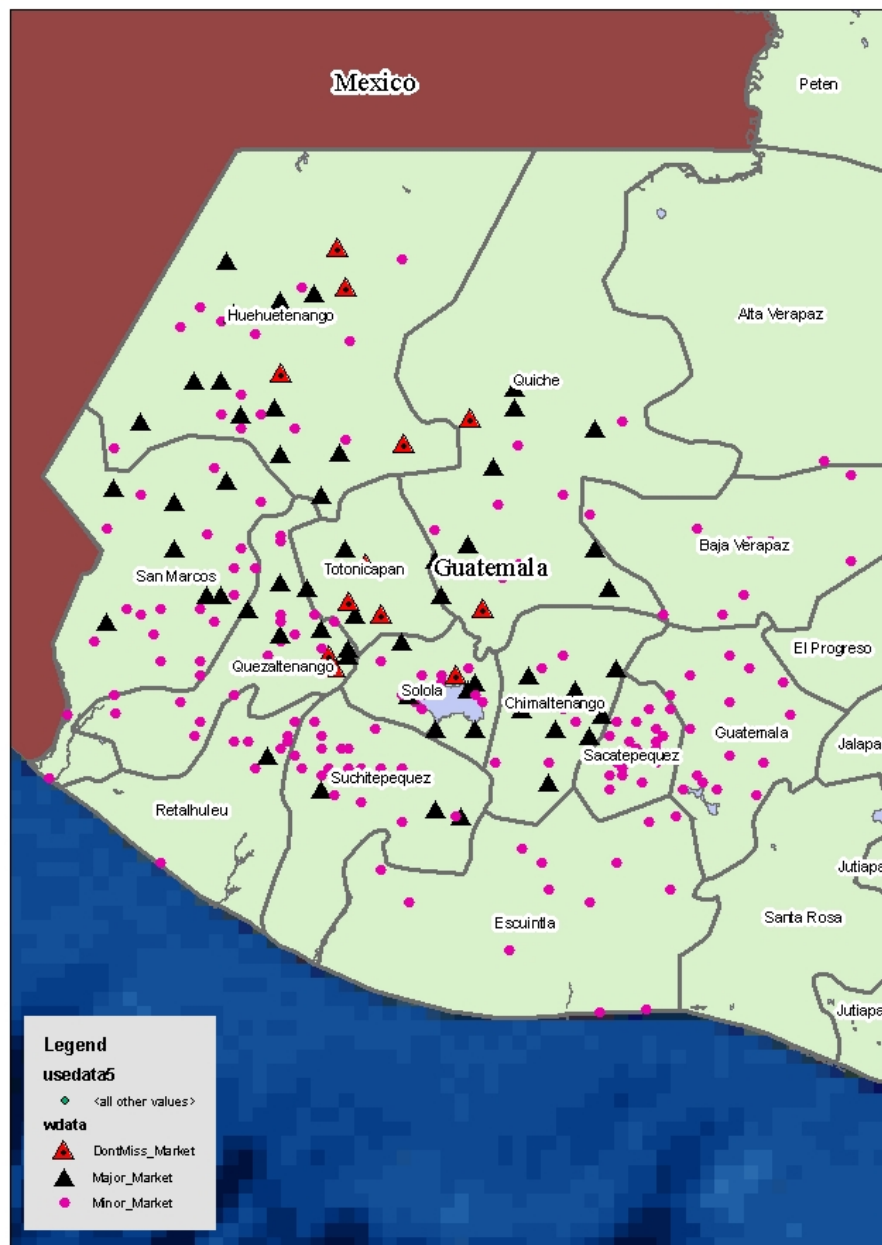 Mexico
Peten
Huehuetenango
Alta Verapaz
Quiche
Baja Verapaz
San Marcos
Totonicapan
Guatemala
El Progreso
Quezaltenango
Solola
Chimaltenango
Guatemala
Jalapa
Sacatepequez
Suchitepequez
Retalhuleu
Jutiapa
Escuintla
Santa Rosa
Jutiapa
Legend
usedata5
<all other values>
wdata
DontMiss_Market
Major_Market
Minor_Market